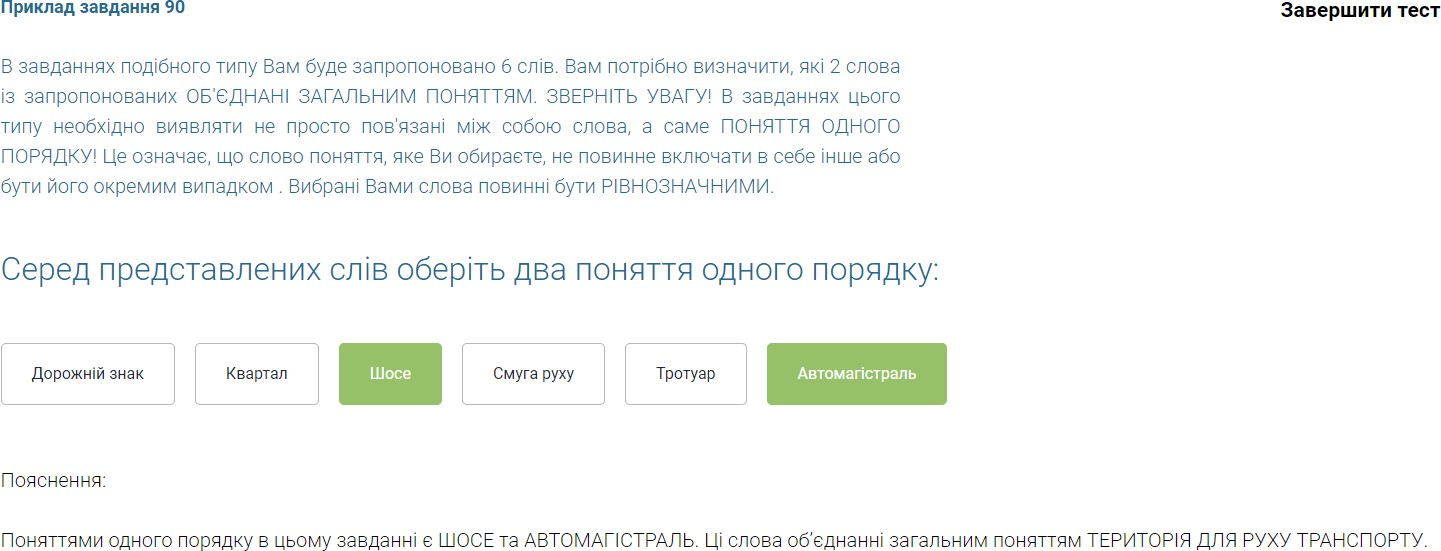 Приклад завдання 90
Завершити тест
В завданнях подібного типу Вам буде запропоновано 6 слів. Вам потрібно визначити, які 2 слова
із запропонованих ОБ'ЄДНАНІ ЗАГАЛЬНИМ ПОНЯТТЯМ. ЗВЕРНІТЬ УВАГУ! В завданнях цього
типу необхідно виявляти не просто пов'язані між собою слова, а саме ПОНЯТТЯ ОДНОГО
ПОРЯДКУ! Це означає, що слово поняття, яке Ви обираєте, не повинне включати в себе інше або
бути його окремим випадком . Вибрані Вами слова повинні бути РІВНОЗНАЧНИМИ.
Серед представлених слів оберіть два поняття одного порядку:
Дорожній знак
Квартал
Шосе
Смуга руху
Тротуар
Автомагістраль
Пояснення:
Поняттями одного порядку в цьому завданні є ШОСЕ та АВТОМАГІСТРАЛЬ. Ці слова об’єднанні загальним поняттям ТЕРИТОРІЯ ДЛЯ РУХУ ТРАНСПОРТУ.